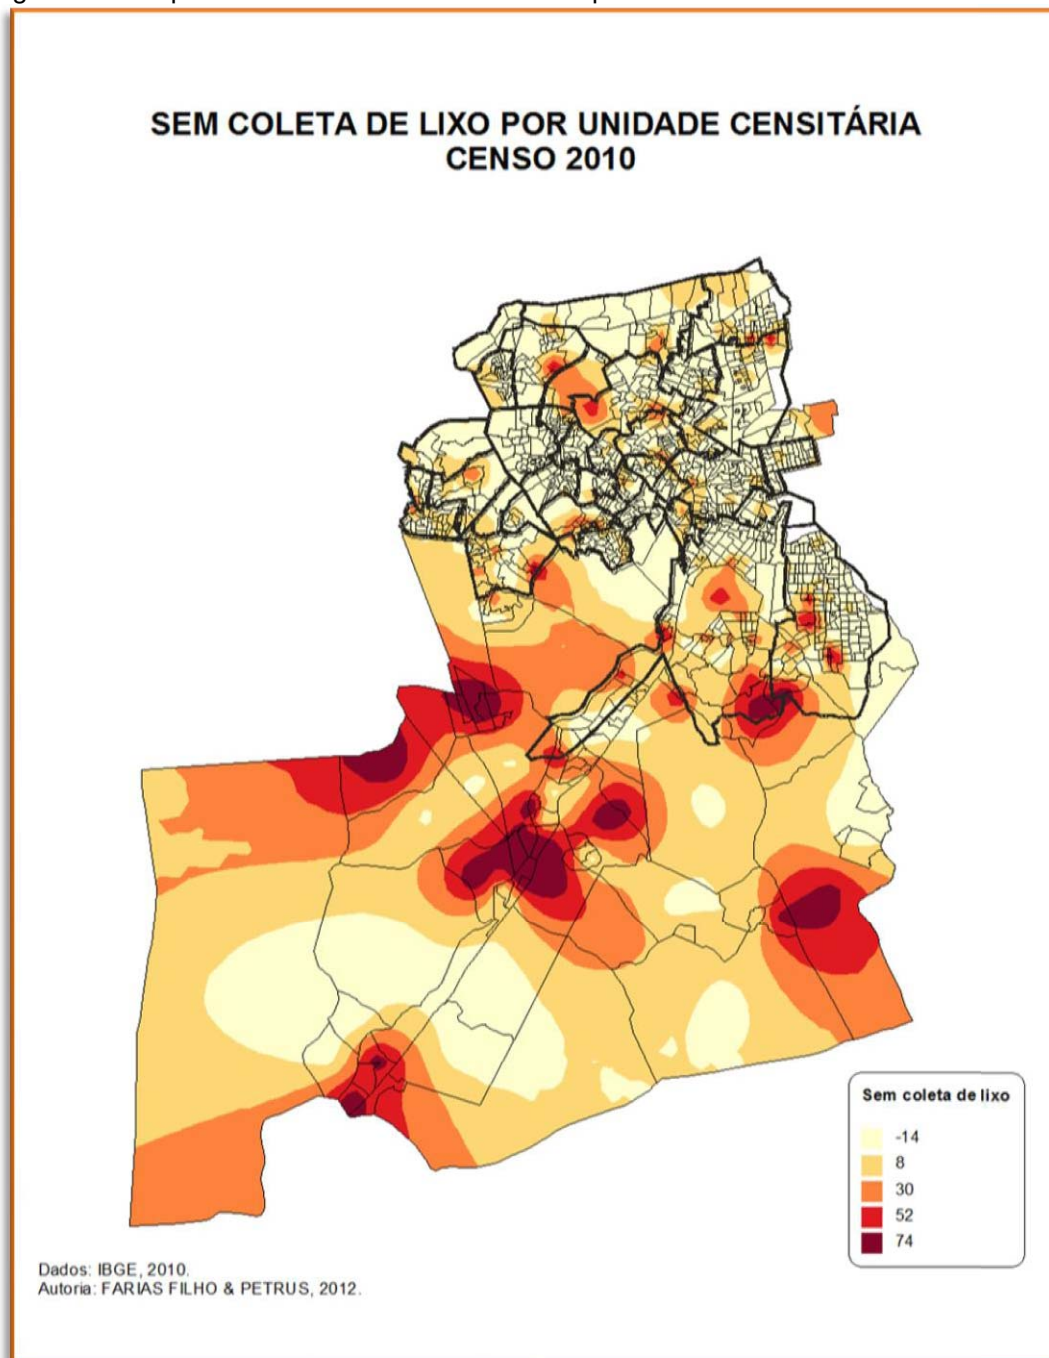 SEM COLETA DE LIXO POR UNIDADE CENSITÁRIA
CENSO 2010
Sem coleta de lixo
-14
8
30
52
74
Dados: IBGE, 2010.
Autoria: FARIAS FILHO & PETRUS, 2012.